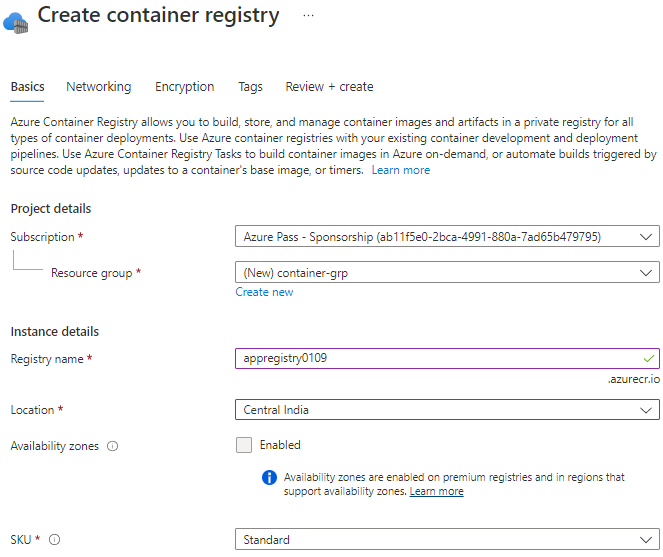 Create container registry ...
Basics Networking Encryption Tags Review + create
Azure Container Registry allows you to build, store, and manage container images and artifacts in a private registry for all
types of container deployments. Use Azure container registries with your existing container development and deployment
pipelines. Use Azure Container Registry Tasks to build container images in Azure on-demand, or automate builds triggered by
source code updates, updates to a container's base image, or timers. Learn more
Project details
Subscription * Azure Pass - Sponsorship (ab11f5e0-2bca-4991-880a-7ad65b479795)
Resource group * (New) container-grp
Create new
Instance details
Registry name * appregistry0109
.azurecr.io
Location * Central India
Availability zones Enabled
Availability zones are enabled on premium registries and in regions that
support availability zones. Learn more
SKU * Standard